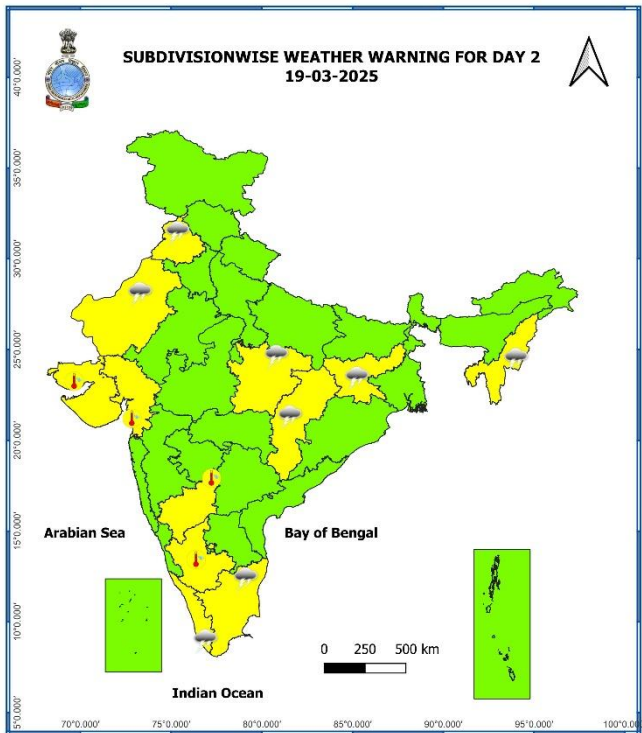 SUBDIVISIONWISE WEATHER WARNING FOR DAY 2
19-03-2025
40°0.000'
35°0.000'
30°0.000'
25°0.000'
20°0.000'
15°0.000'
10°0.000'
5°0.000'
Arabian Sea
Bay of Bengal
Indian Ocean
0 250 500 km
70°0.000' 75°0.000' 80°0.000' 85°0.000' 90°0.000' 95°0.000' 100°0.000'